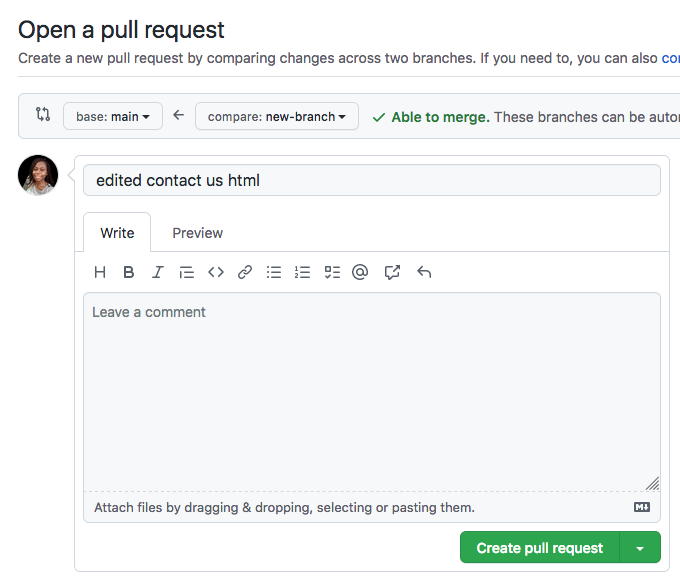 Open a pull request
Create a new pull request by comparing changes across two branches. If you need to, you can also
base: main compare: new-branch Able to merge. These branches can be
edited contact us html
Write Preview
H B I
Leave a comment
Attach files by dragging & dropping, selecting or pasting them.
Create pull request